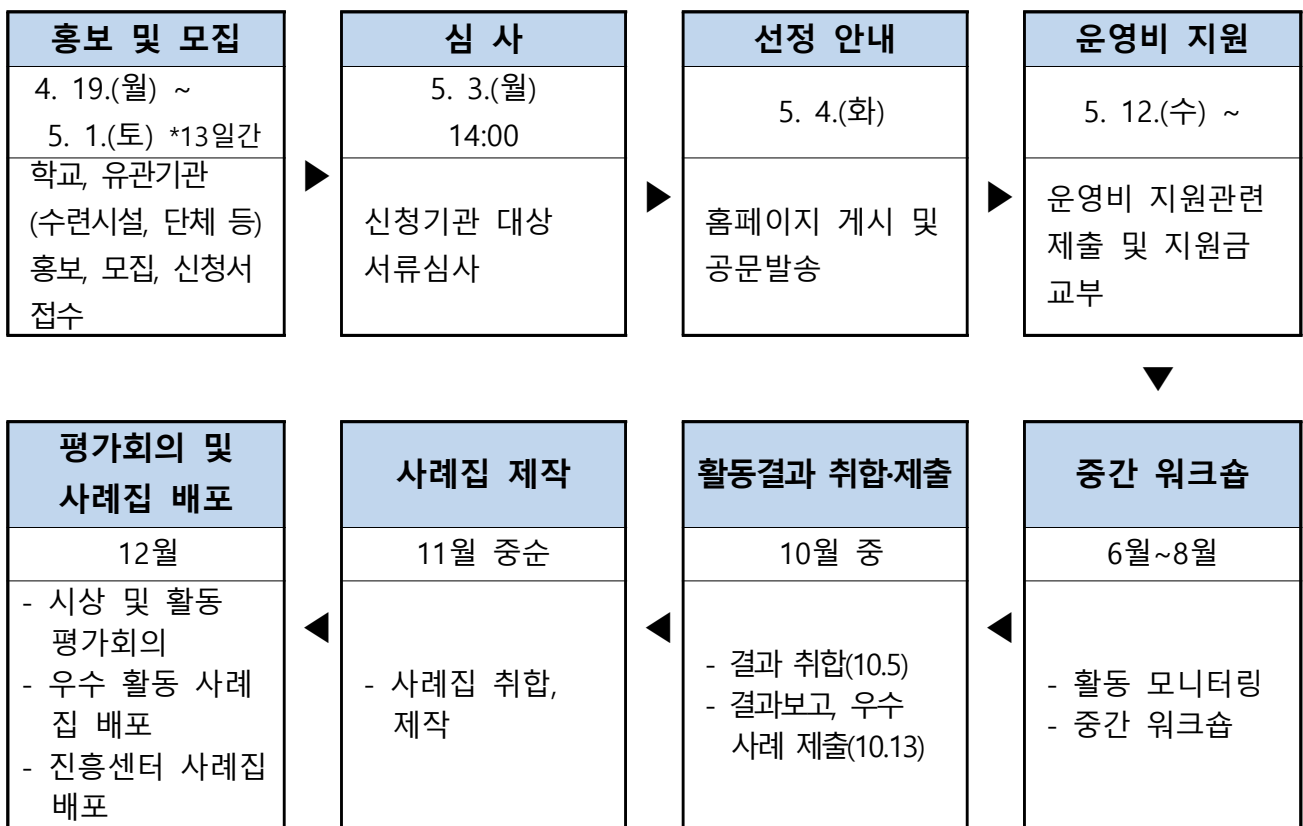 홍보 및 모집
4. 19.(월) ~
5. 1.(토) *13일간
학교, 유관기관
(수련시설, 단체 등)
홍보, 모집, 신청서
접수
▶
심 사
5. 3.(월)
14:00
신청기관 대상
서류심사
▶
선정 안내
5. 4.(화)
홈페이지 게시 및
공문발송
▶
운영비 지원
5. 12.(수) ~
운영비 지원관련
제출 및 지원금
교부
▼
중간 워크숍
6월~8월
- 활동 모니터링
- 중간 워크숍
◀
활동결과 취합·제출
10월 중
- 결과 취합(10.5)
- 결과보고, 우수
사례 제출(10.13)
◀
사례집 제작
11월 중순
- 사례집 취합,
제작
◀
평가회의 및
사례집 배포
12월
- 시상 및 활동
평가회의
- 우수 활동 사례
집 배포
- 진흥센터 사례집
배포